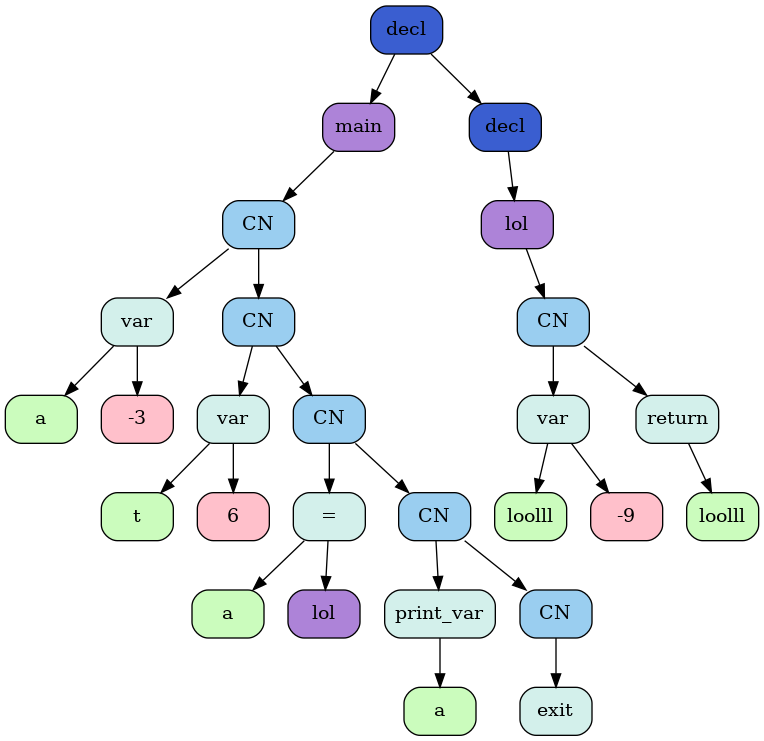 decl
main decl
CN lol
var CN CN
a -3 var CN var return
t 6 = CN loolll -9 loolll
a lol print_var CN
a exit